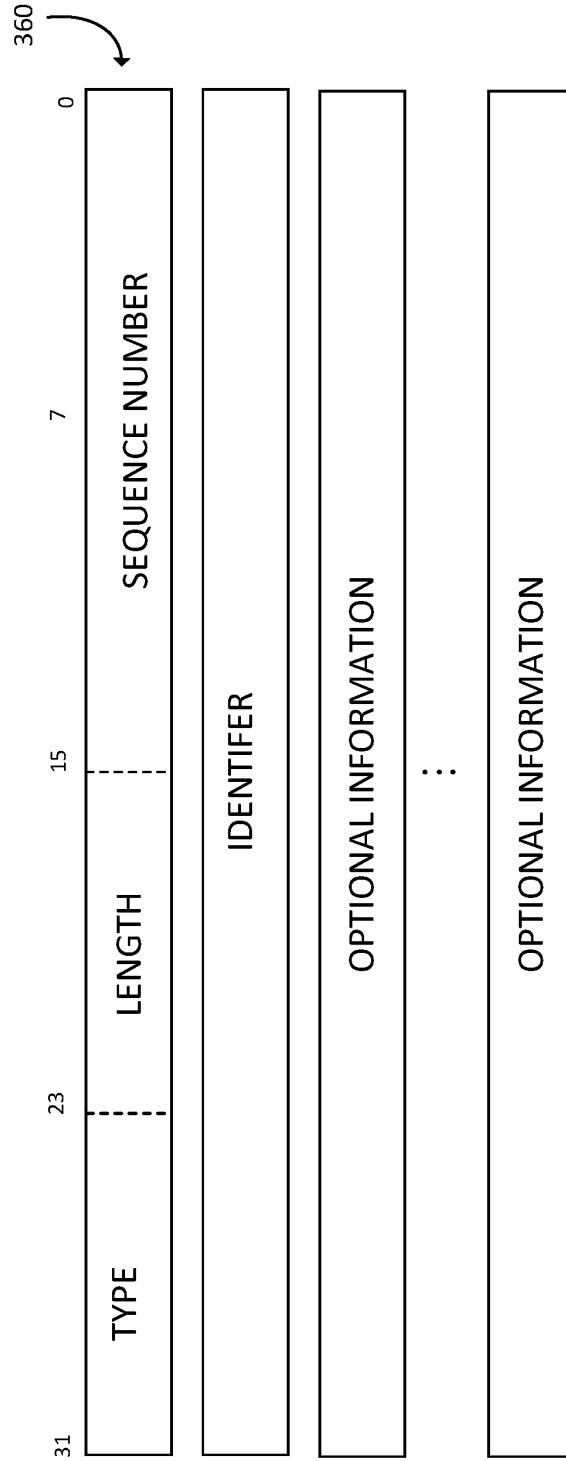 360
31 23 15 7 0
TYPE LENGTH SEQUENCE NUMBER
IDENTIFER
OPTIONAL INFORMATION
...
OPTIONAL INFORMATION